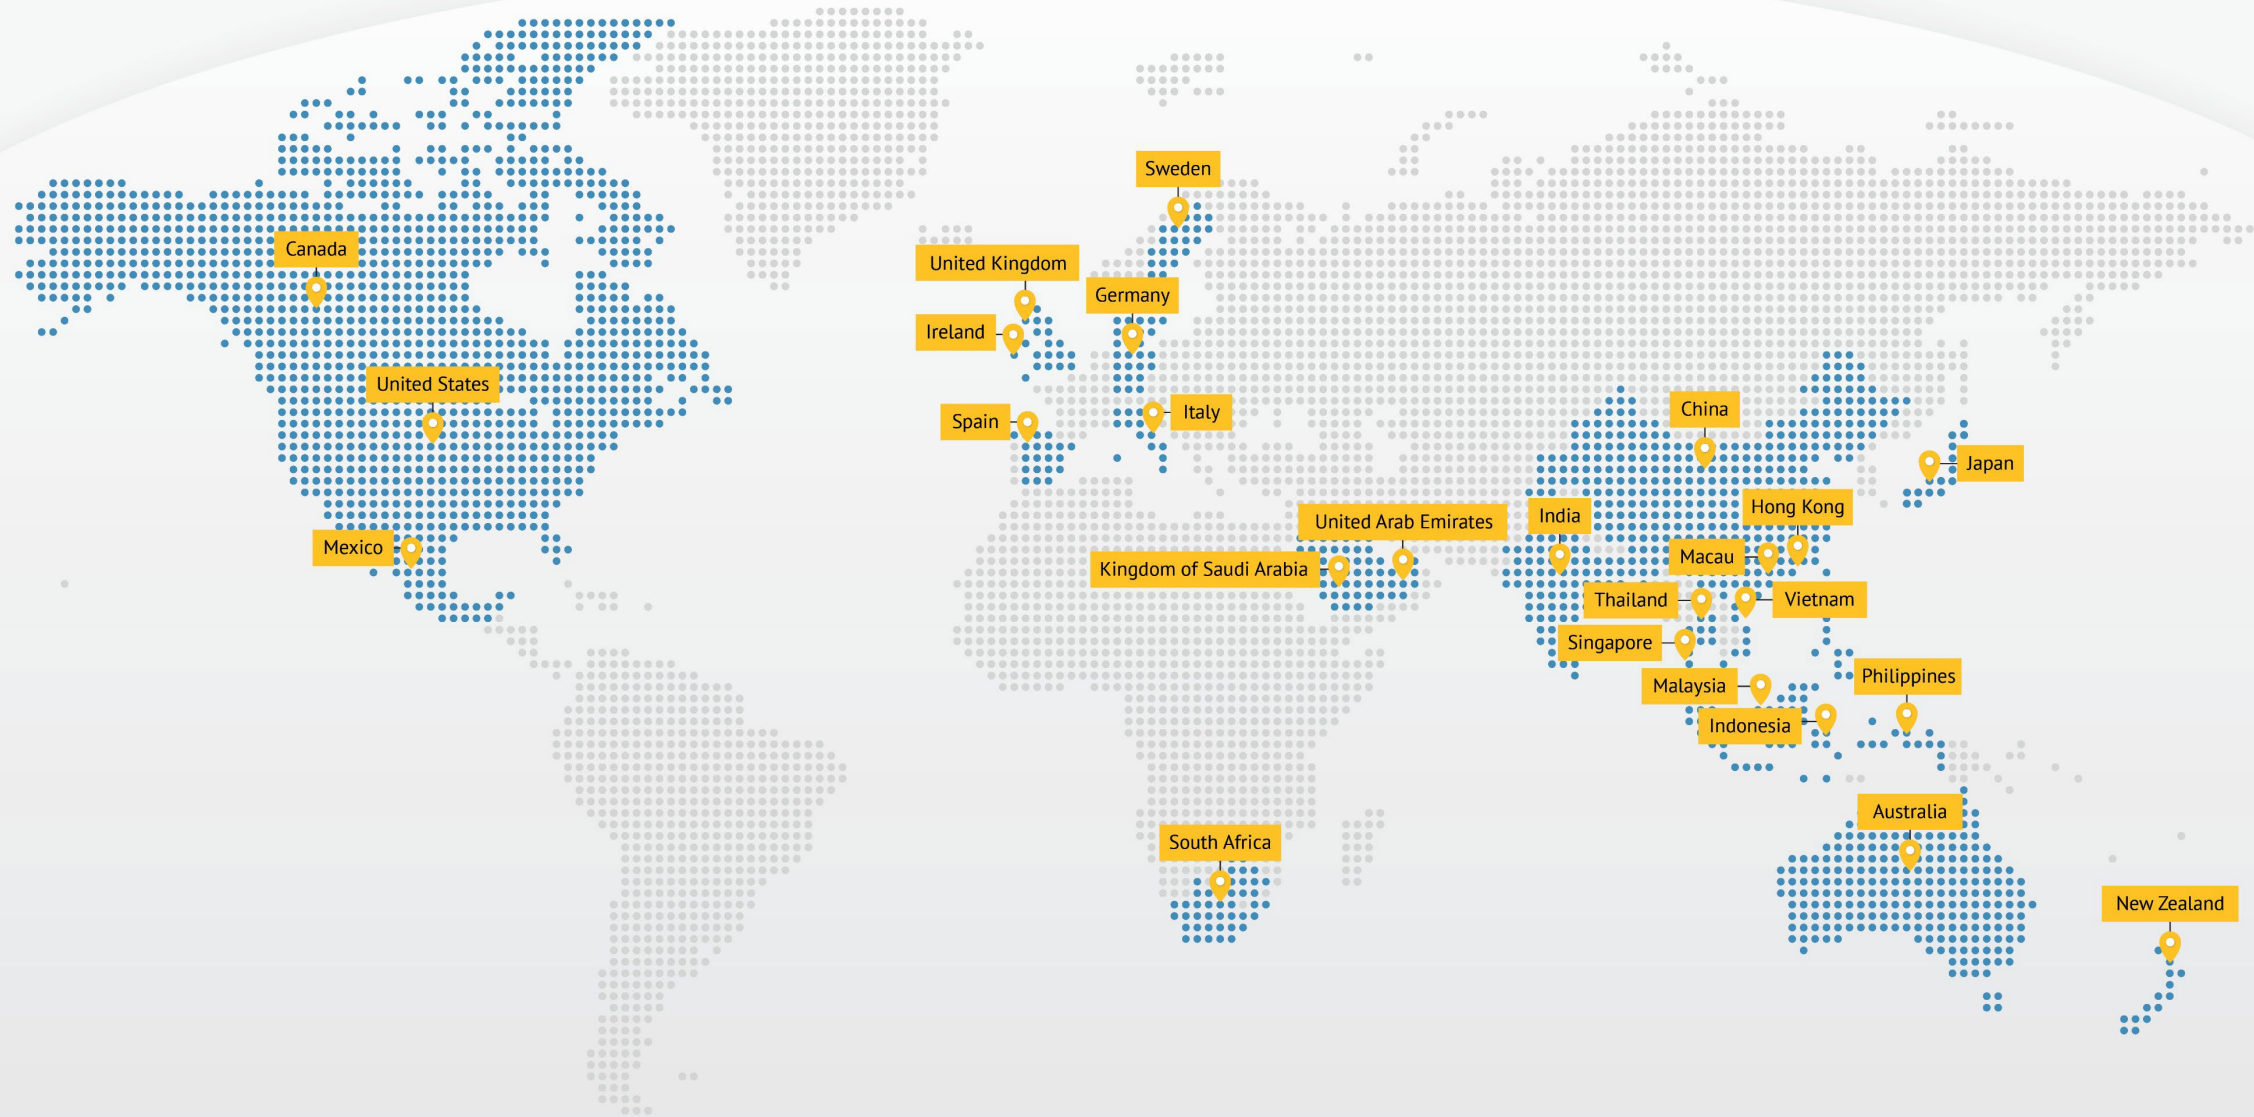 Sweden
Canada
United Kingdom
Germany
Ireland
United States
Spain
Italy
China
Japan
Mexico
United Arab Emirates
India
Hong Kong
Kingdom of Saudi Arabia
Macau
Thailand
Vietnam
Singapore
Malaysia
Philippines
Indonesia
South Africa
Australia
New Zealand